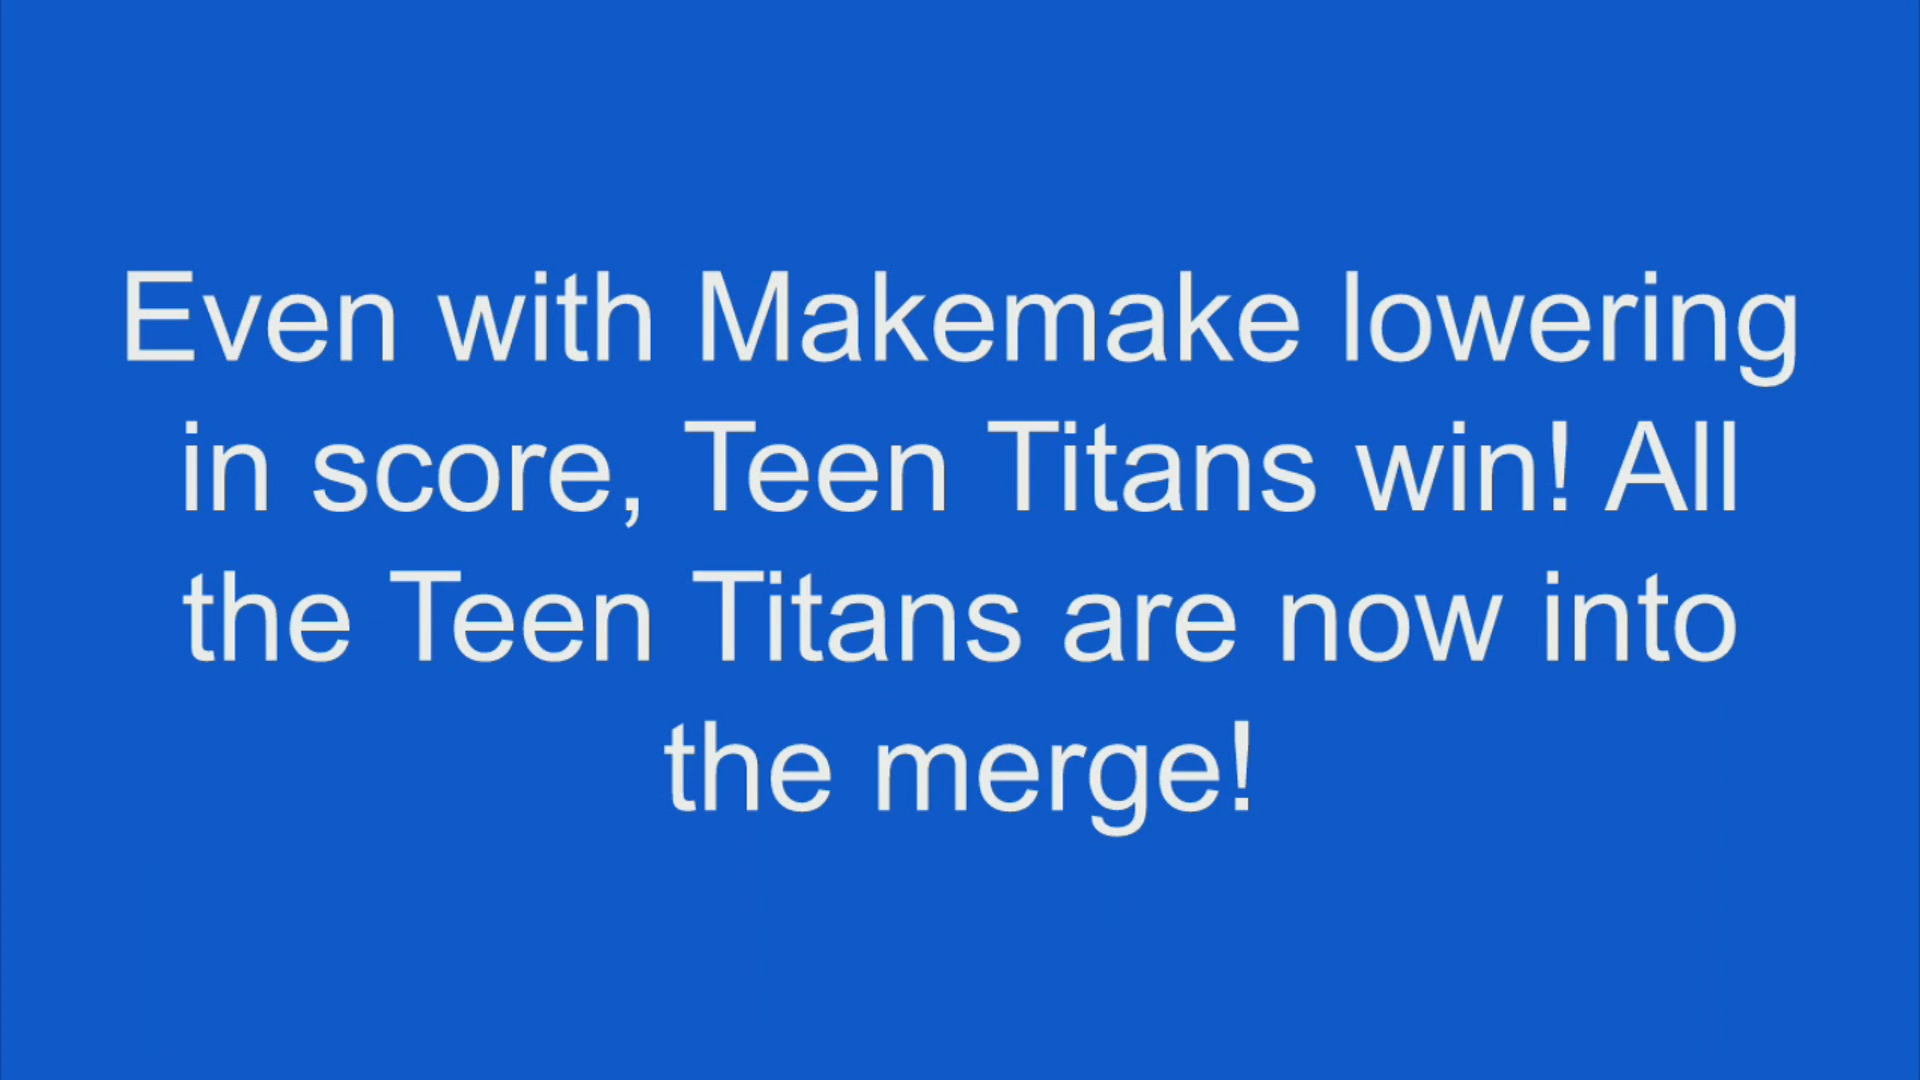 Even with Makemake lowering
in score, Teen Titans win! All
the Teen Titans are now into
the merge!